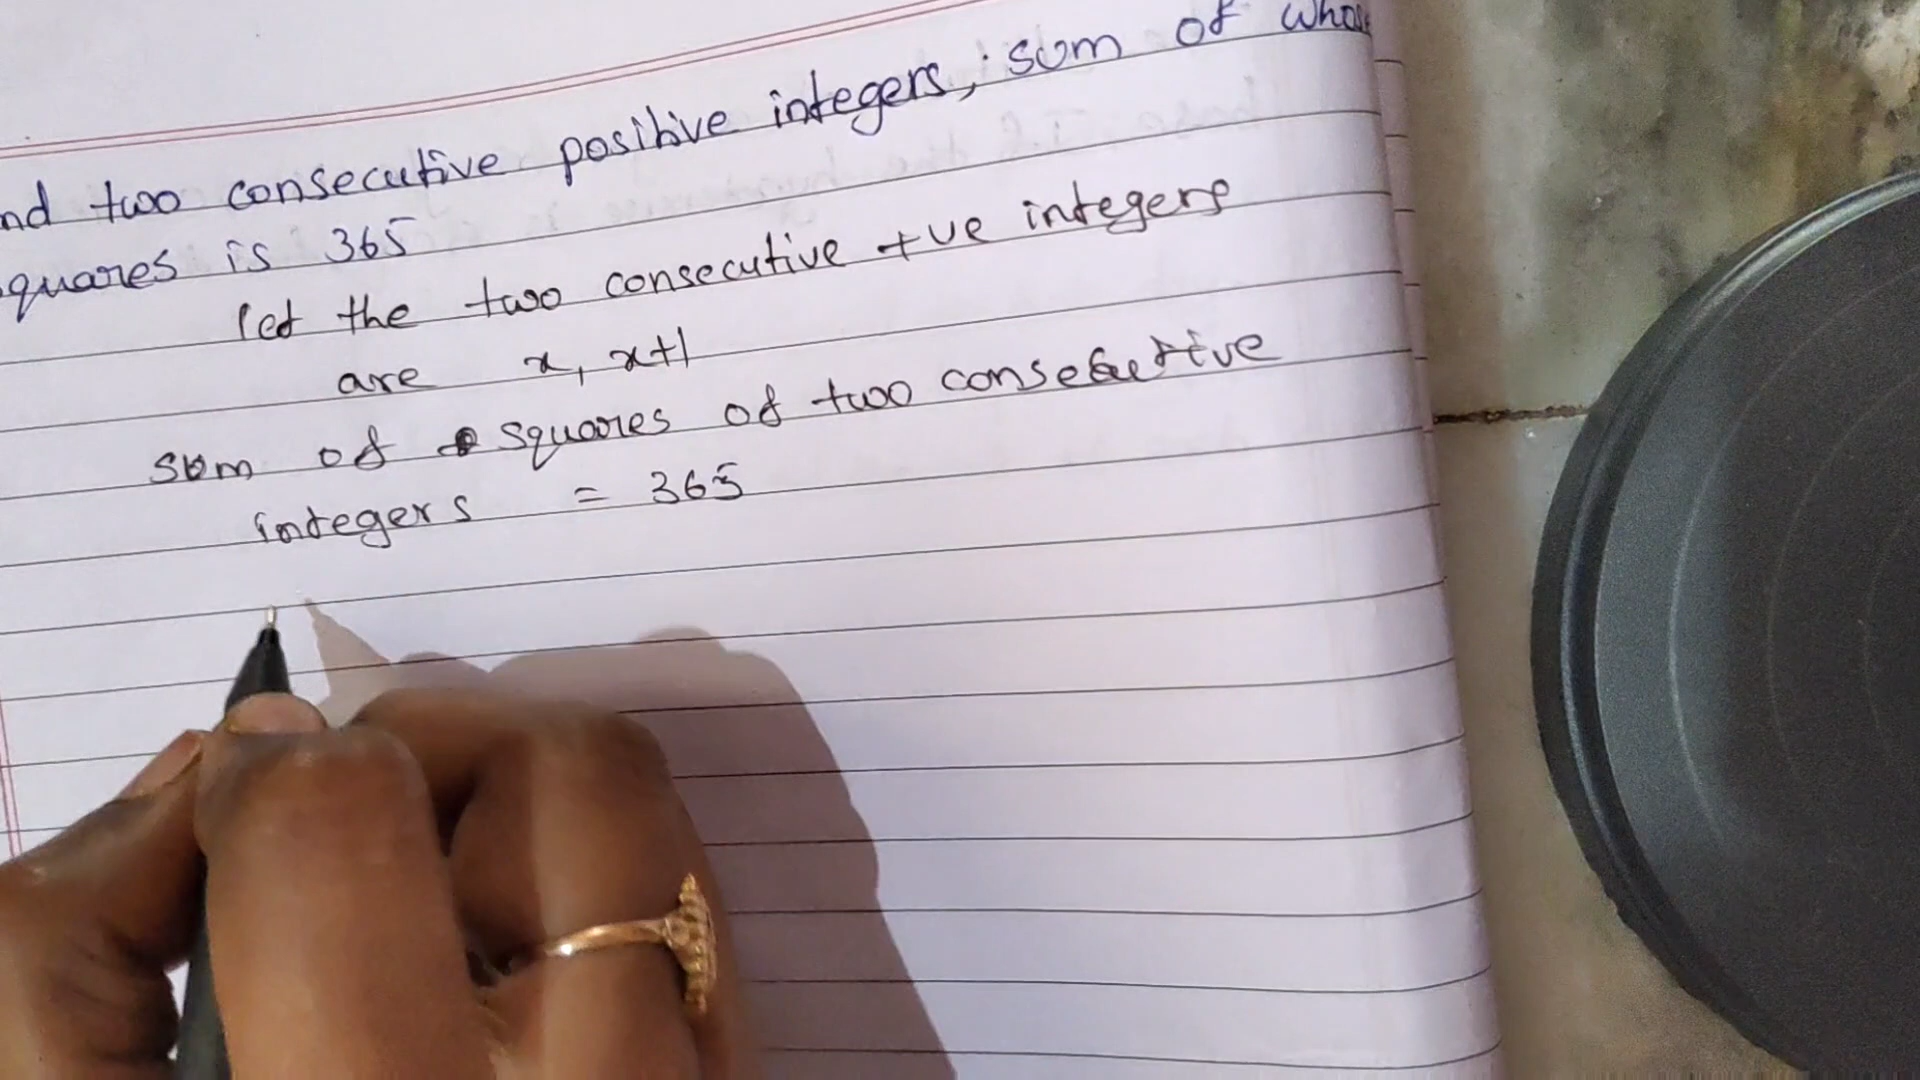 nd two consecutive positive integers, sum of whose
quares is 365
let the two consecutive +ve integers
are x, x+1
sum of squares of two consecutive
integers = 365